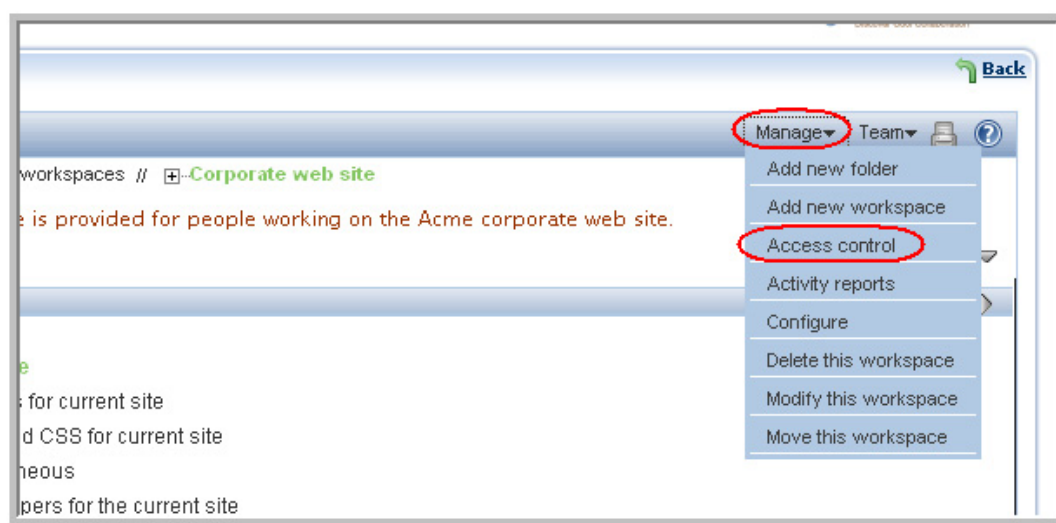 Back
Manage Team
workspaces // Corporate web site
is provided for people working on the Acme corporate web site.
Add new folder
Add new workspace
Access control
Activity reports
Configure
Delete this workspace
Modify this workspace
Move this workspace
for current site
d CSS for current site
neous
pers for the current site